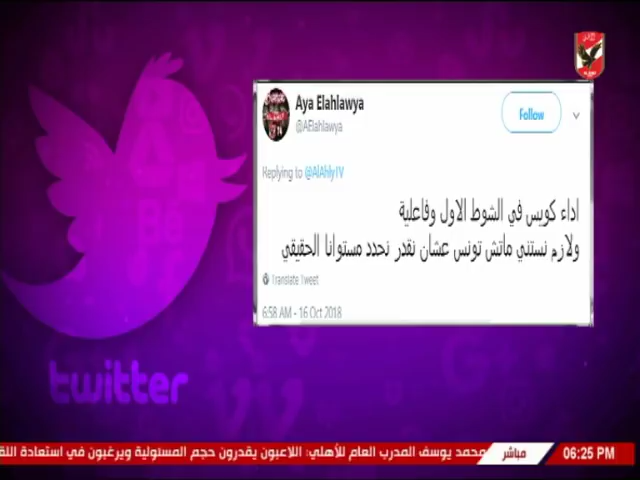 Aya Elahlawya
@AElahlawya
Follow
Replying to @AlAhlyTV
اداء كويس في الشوط الاول وفاعلية
ولازم نستني ماتش تونس عشان نقدر نحدد مستوانا الحقيقي
Translate Tweet
6:58 AM - 16 Oct 2018
twitter
محمد يوسف المدرب العام للأهلي: اللاعبون يقدرون حجم المسئولية ويرغبون في استعادة اللقة
مباشر
06:25 PM